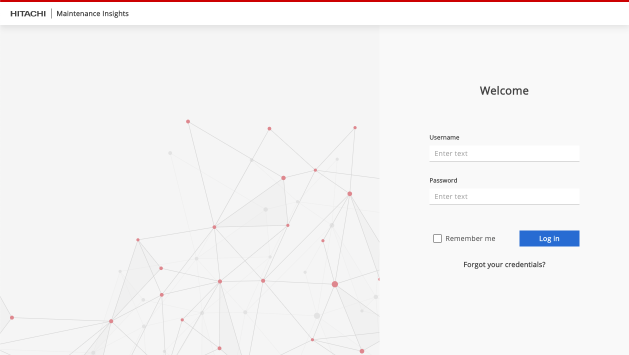 HITACHI Maintenance Insights
Welcome
Username
Enter text
Password
Enter text
Remember me
Log in
Forgot your credentials?